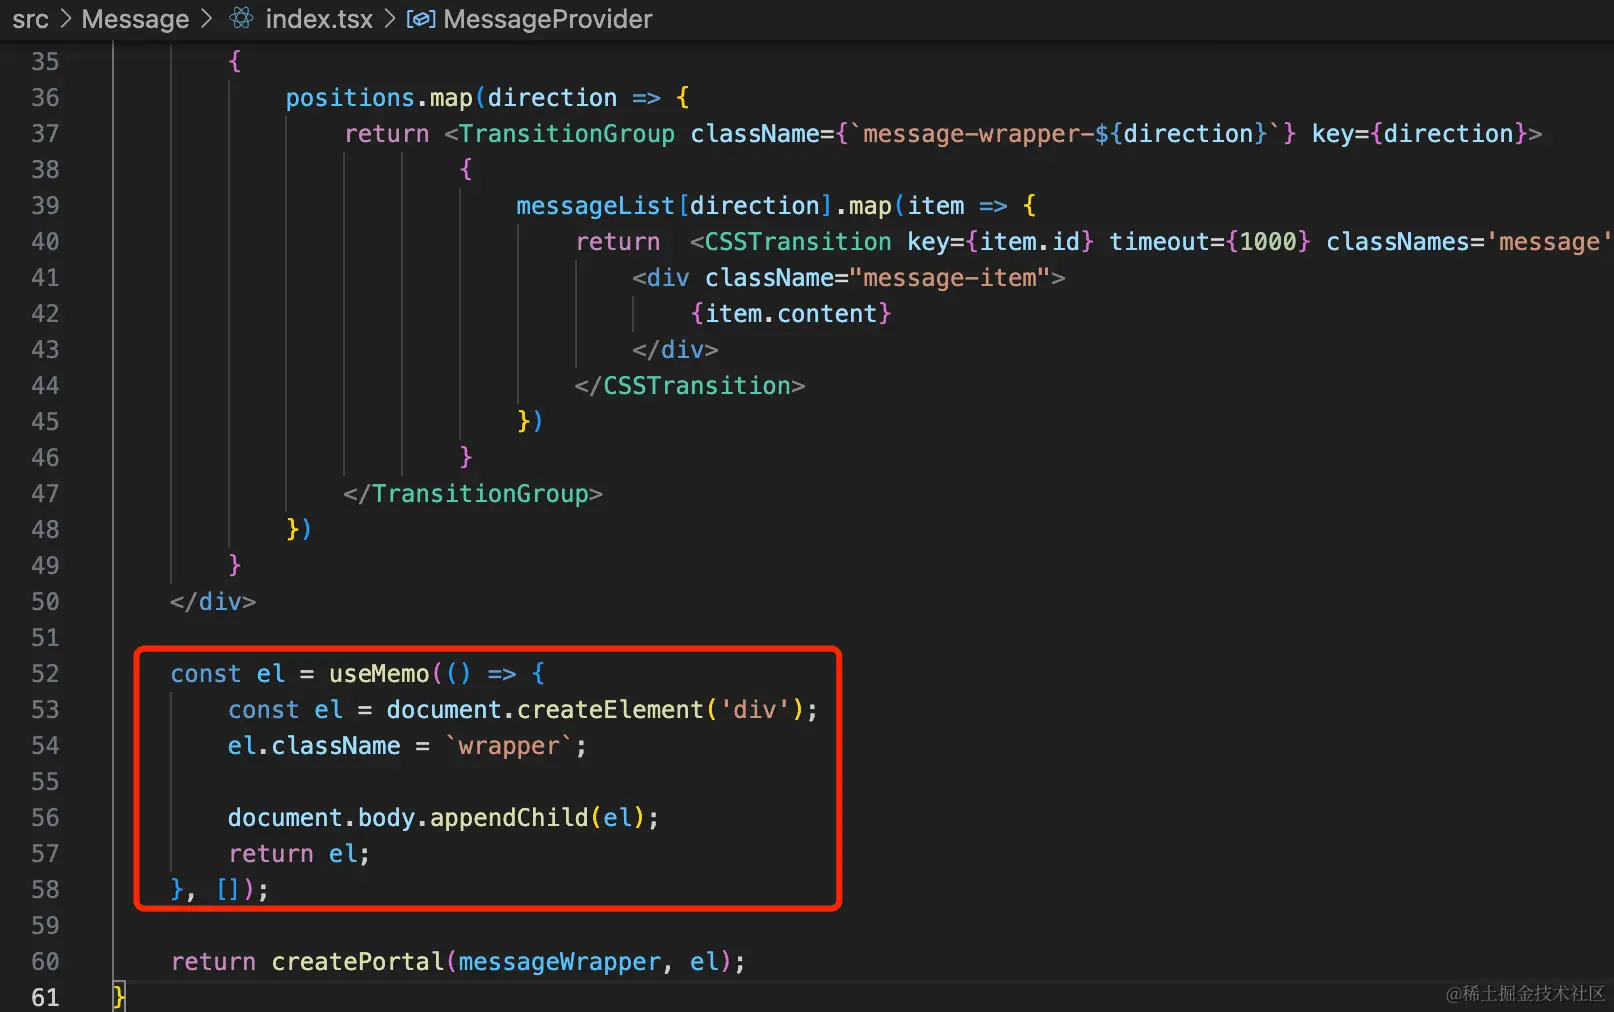 src > Message > index.tsx > MessageProvider
35 {
36 positions.map(direction => {
37 return <TransitionGroup className={`message-wrapper-${direction}`} key={direction}>
38 {
39 messageList[direction].map(item => {
40 return  <CSSTransition key={item.id} timeout={1000} classNames='message'
41 <div className="message-item">
42 {item.content}
43 </div>
44 </CSSTransition>
45 })
46 }
47 </TransitionGroup>
48 })
49 }
50 </div>
51
52 const el = useMemo(() => {
53 const el = document.createElement('div');
54 el.className = `wrapper`;
55
56 document.body.appendChild(el);
57 return el;
58 }, []);
59
60 return createPortal(messageWrapper, el);
61 }
@稀土掘金技术社区